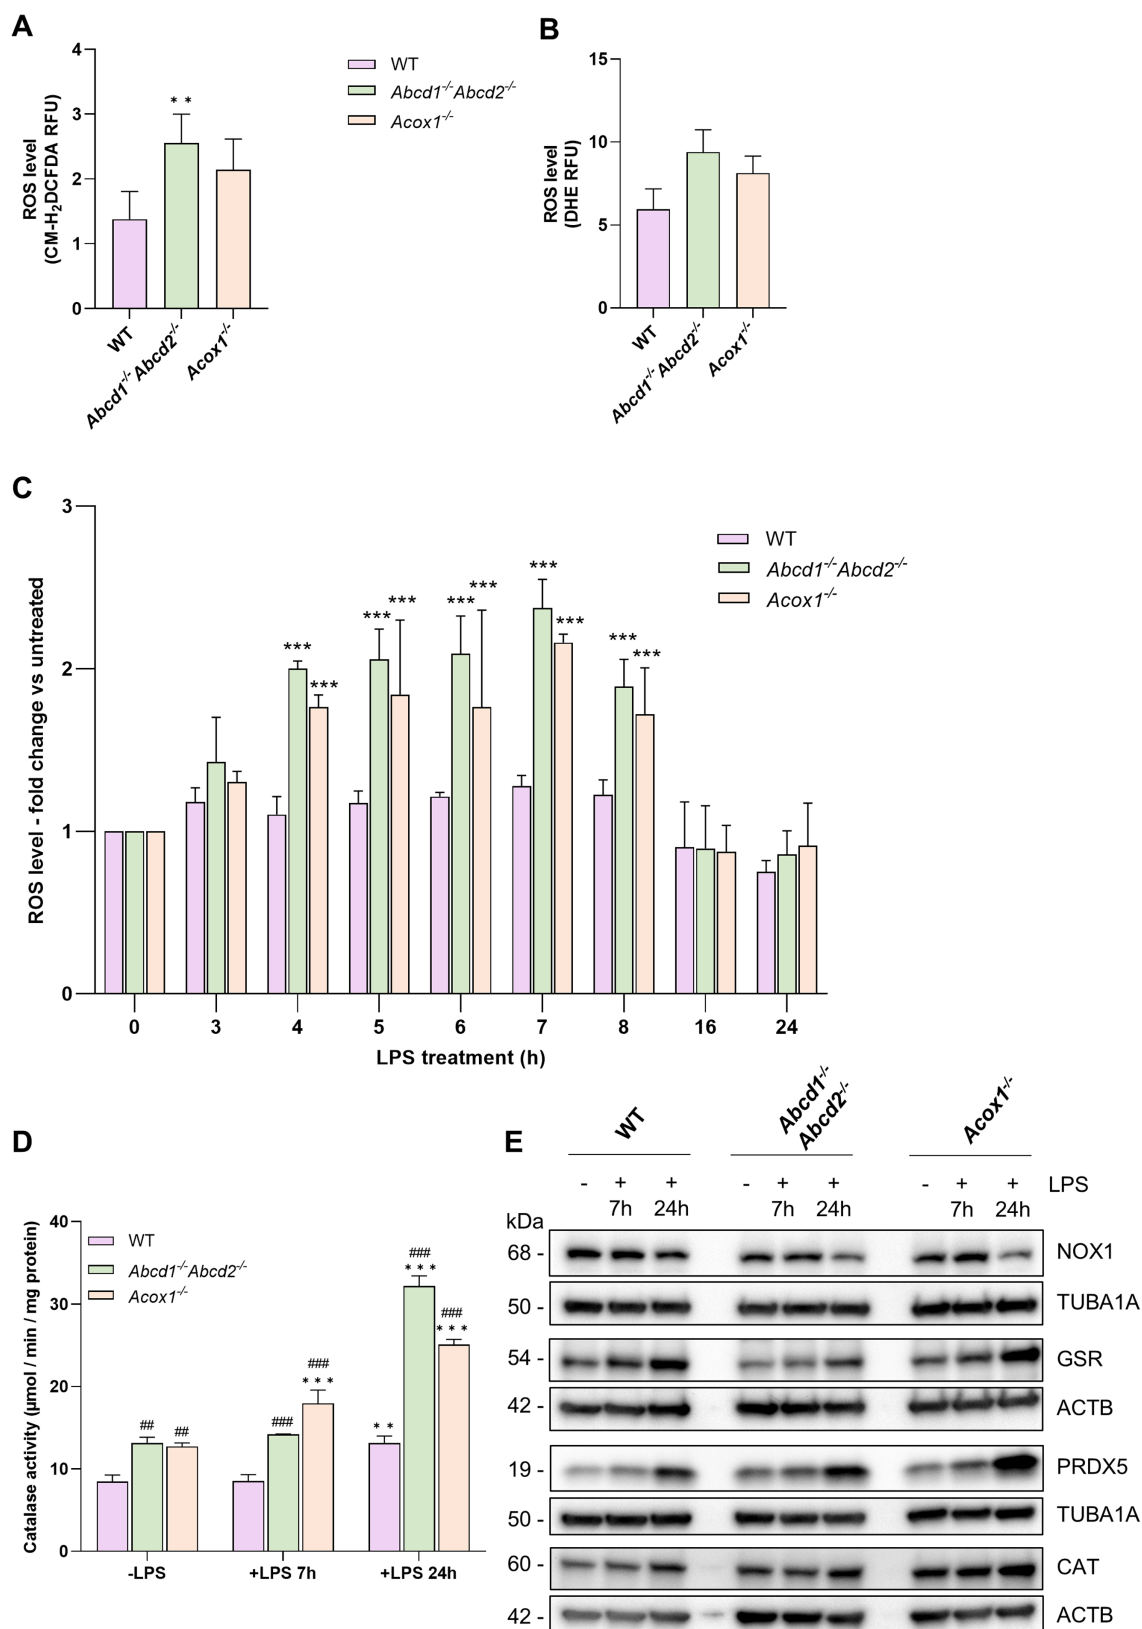 A
4
3
2
1
0
ROS level
(CM-H₂DCFDA RFU)
* *
WT
Abcd1-/-Abcd2-/-
Acox1-/-
WT
Abcd1-/-Abcd2-/-
Acox1-/-
B
15
10
5
0
ROS level
(DHE RFU)
WT
Abcd1-/-Abcd2-/-
Acox1-/-
C
3
2
1
0
ROS level - fold change vs untreated
WT
Abcd1-/-Abcd2-/-
Acox1-/-
*** ***
*** ***
*** ***
*** ***
*** ***
0 3 4 5 6 7 8 16 24
LPS treatment (h)
D
40
30
20
10
0
Catalase activity (µmol / min / mg protein)
WT
Abcd1-/-Abcd2-/-
Acox1-/-
## ##
### ###
* * *
* *
###
* * *
###
* * *
-LPS +LPS 7h +LPS 24h
E
WT
Abcd1-/-
Abcd2-/-
Acox1-/-
- + + - + + - + + LPS
7h 24h 7h 24h 7h 24h
kDa
68 - NOX1
50 - TUBA1A
54 - GSR
42 - ACTB
19 - PRDX5
50 - TUBA1A
60 - CAT
42 - ACTB